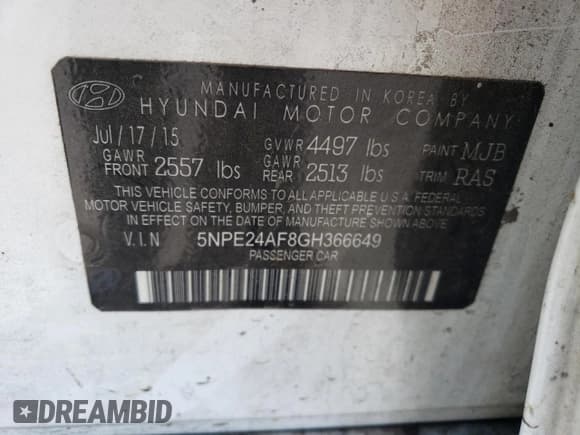 MANUFACTURED IN KOREA BY
HYUNDAI MOTOR COMPANY
Jul/17/15 GVWR 4497 lbs PAINT MJB
GAWR FRONT 2557 lbs GAWR REAR 2513 lbs TRIM RAS
THIS VEHICLE CONFORMS TO ALL APPLICABLE U.S.A. FEDERAL
MOTOR VEHICLE SAFETY, BUMPER, AND THEFT PREVENTION STANDARDS
IN EFFECT ON THE DATE OF MANUFACTURE SHOWN ABOVE.
V.I.N 5NPE24AF8GH366649
PASSENGER CAR
DREAMBID